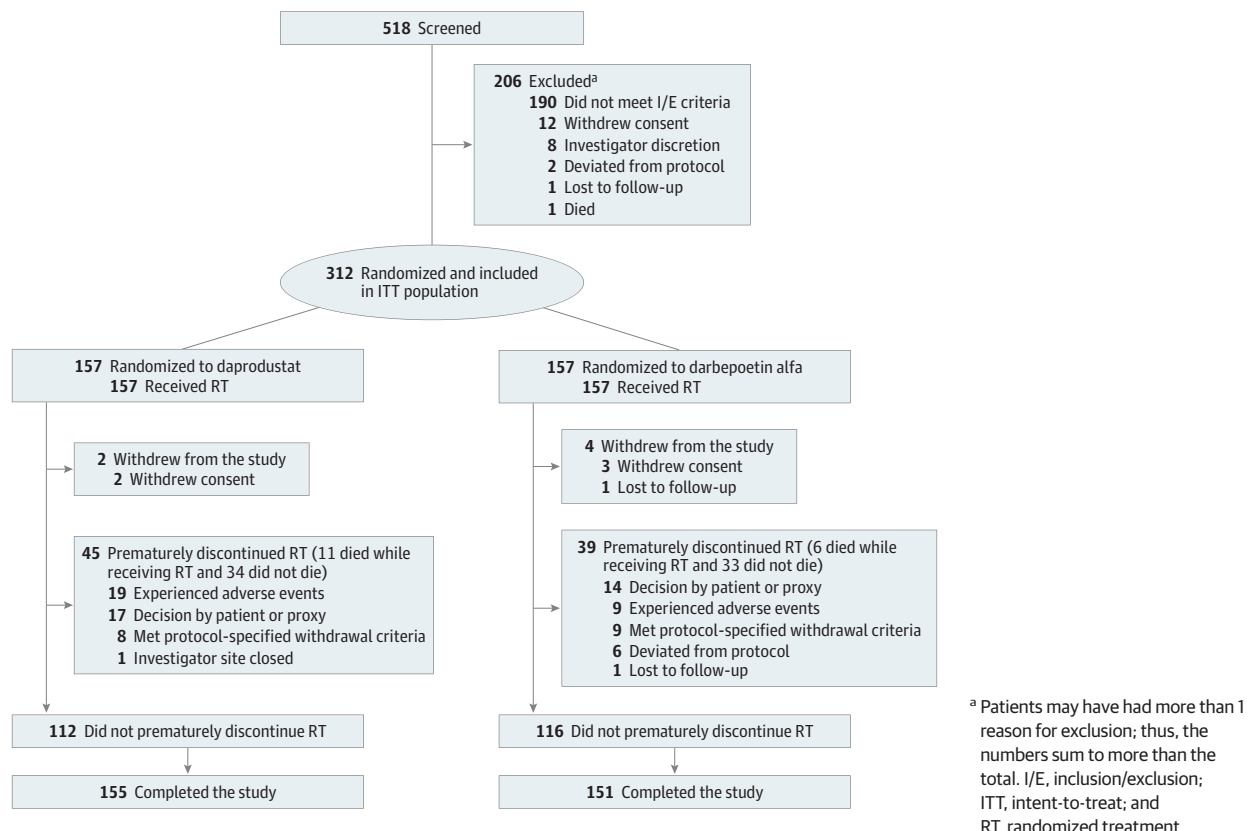 518 Screened
206 Excludedᵃ
190 Did not meet I/E criteria
12 Withdrew consent
8 Investigator discretion
2 Deviated from protocol
1 Lost to follow-up
1 Died
312 Randomized and included
in ITT population
157 Randomized to daprodustat
157 Received RT
2 Withdrew from the study
2 Withdrew consent
45 Prematurely discontinued RT (11 died while
receiving RT and 34 did not die)
19 Experienced adverse events
17 Decision by patient or proxy
8 Met protocol-specified withdrawal criteria
1 Investigator site closed
112 Did not prematurely discontinue RT
155 Completed the study
157 Randomized to darbepoetin alfa
157 Received RT
4 Withdrew from the study
3 Withdrew consent
1 Lost to follow-up
39 Prematurely discontinued RT (6 died while
receiving RT and 33 did not die)
14 Decision by patient or proxy
9 Experienced adverse events
9 Met protocol-specified withdrawal criteria
6 Deviated from protocol
1 Lost to follow-up
116 Did not prematurely discontinue RT
151 Completed the study
ᵃ Patients may have had more than 1
reason for exclusion; thus, the
numbers sum to more than the
total. I/E, inclusion/exclusion;
ITT, intent-to-treat; and
RT, randomized treatment